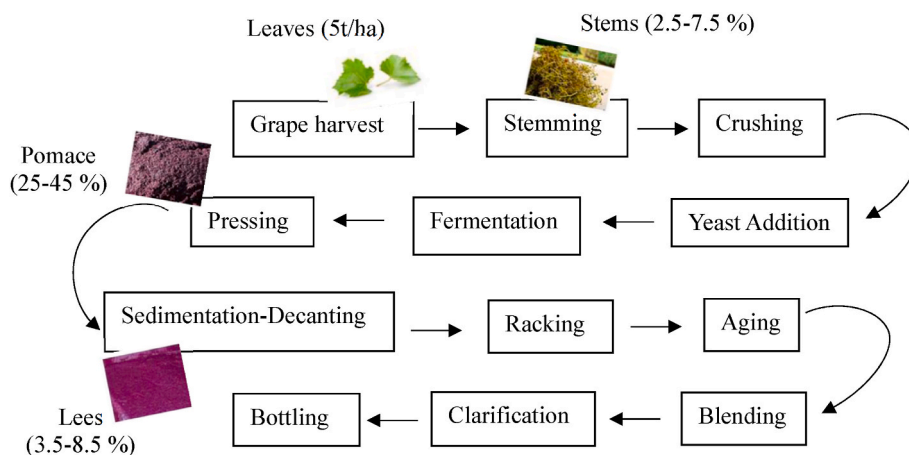 Leaves (5t/ha)
Stems (2.5-7.5 %)
Grape harvest
Stemming
Crushing
Pomace
(25-45 %)
Pressing
Fermentation
Yeast Addition
Sedimentation-Decanting
Racking
Aging
Lees
(3.5-8.5 %)
Bottling
Clarification
Blending